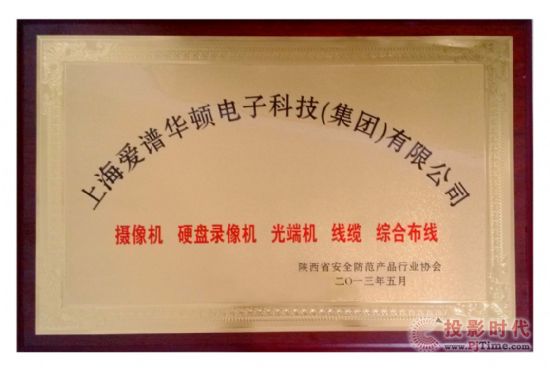 上海爱谱华顿电子科技(集团)有限公司
摄像机 硬盘录像机 光端机 线缆 综合布线
陕西省安全防范产品行业协会
二〇一三年五月
投影时代
www.PjTime.com